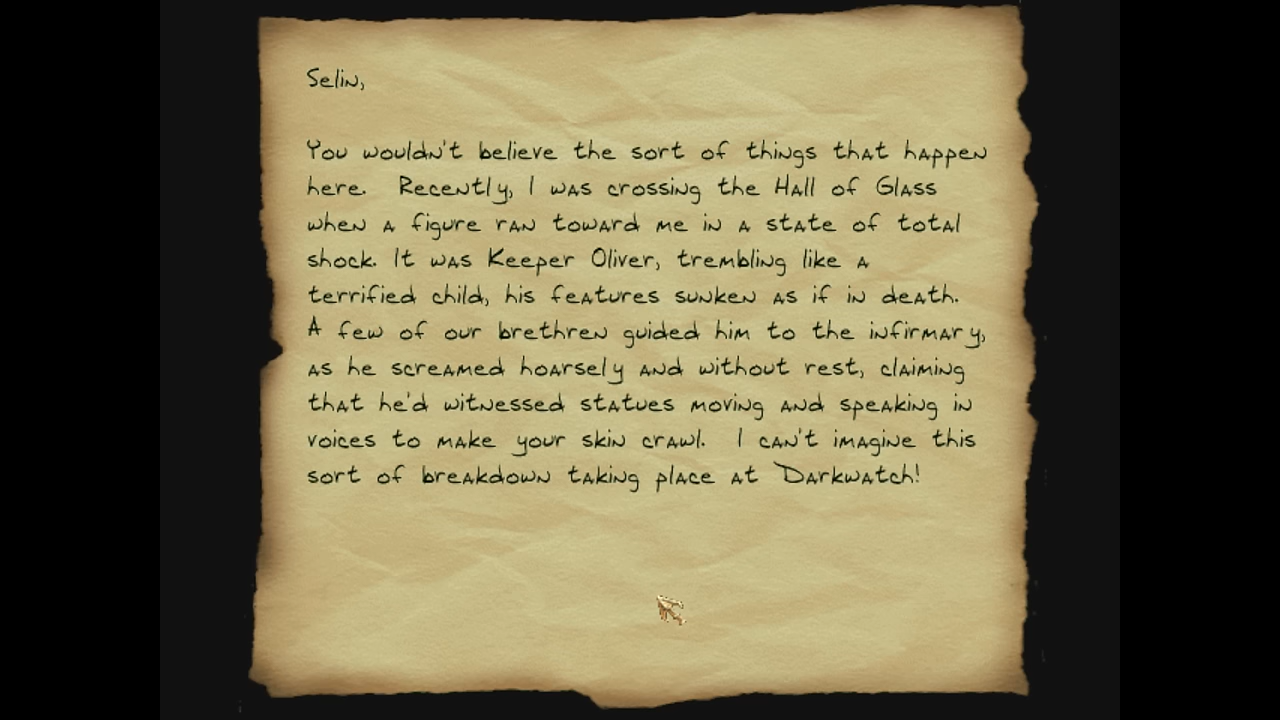 Selin,
You wouldn't believe the sort of things that happen
here. Recently, I was crossing the Hall of Glass
when a figure ran toward me in a state of total
shock. It was Keeper Oliver, trembling like a
terrified child, his features sunken as if in death.
A few of our brethren guided him to the infirmary,
as he screamed hoarsely and without rest, claiming
that he'd witnessed statues moving and speaking in
voices to make your skin crawl. I can't imagine this
sort of breakdown taking place at Darkwatch!